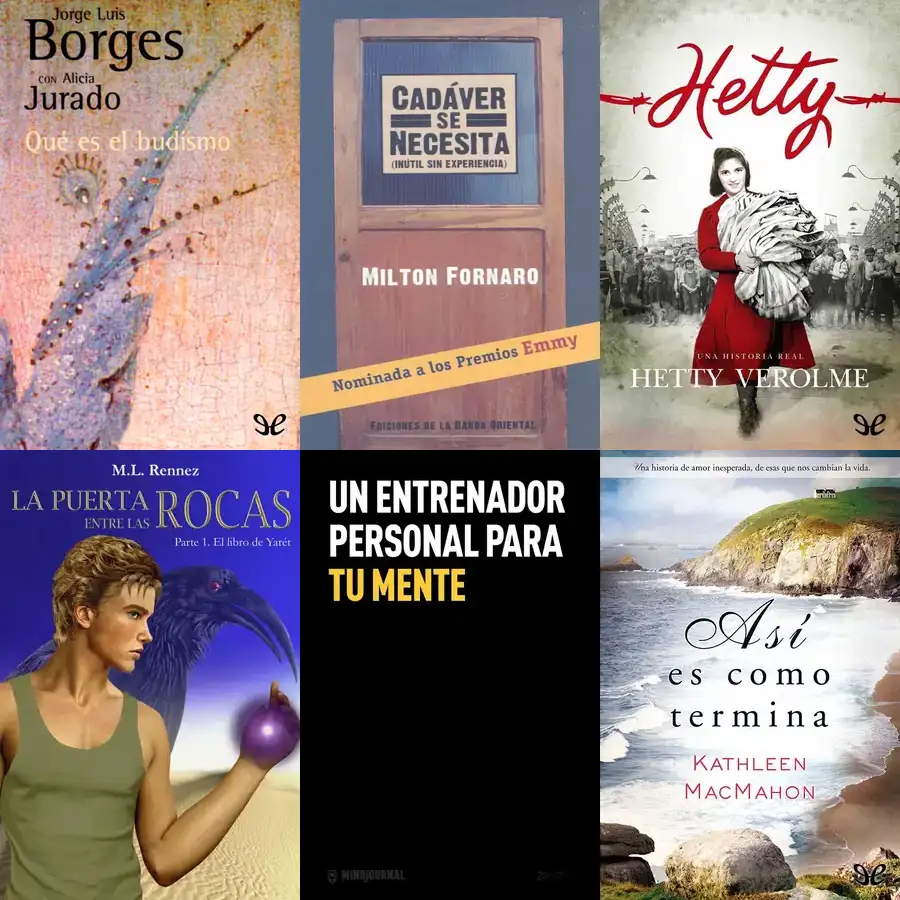 Jorge Luis
Borges
CON Alicia
Jurado
Qué es el budismo
CADÁVER
SE
NECESITA
(INÚTIL SIN EXPERIENCIA)
MILTON FORNARO
Nominada a los Premios Emmy
EDICIONES DE LA BANDA ORIENTAL
Hetty
UNA HISTORIA REAL
HETTY VEROLME
M.L. Rennez
LA PUERTA
ENTRE LAS
ROCAS
Parte 1. El libro de Yarét
UN ENTRENADOR
PERSONAL PARA
TU MENTE
MINDJOURNAL
Una historia de amor inesperada, de esas que nos cambian la vida.
Así
es como
termina
KATHLEEN
MACMAHON